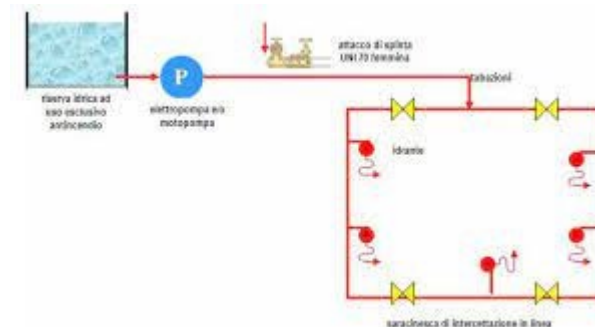 attacco di spinta
UNI 70 femmina
tubazioni
P
riserva idrica ad
uso esclusivo
antincendio
elettropompa e/o
motopompa
idrante
saracinesca di intercettazione in linea